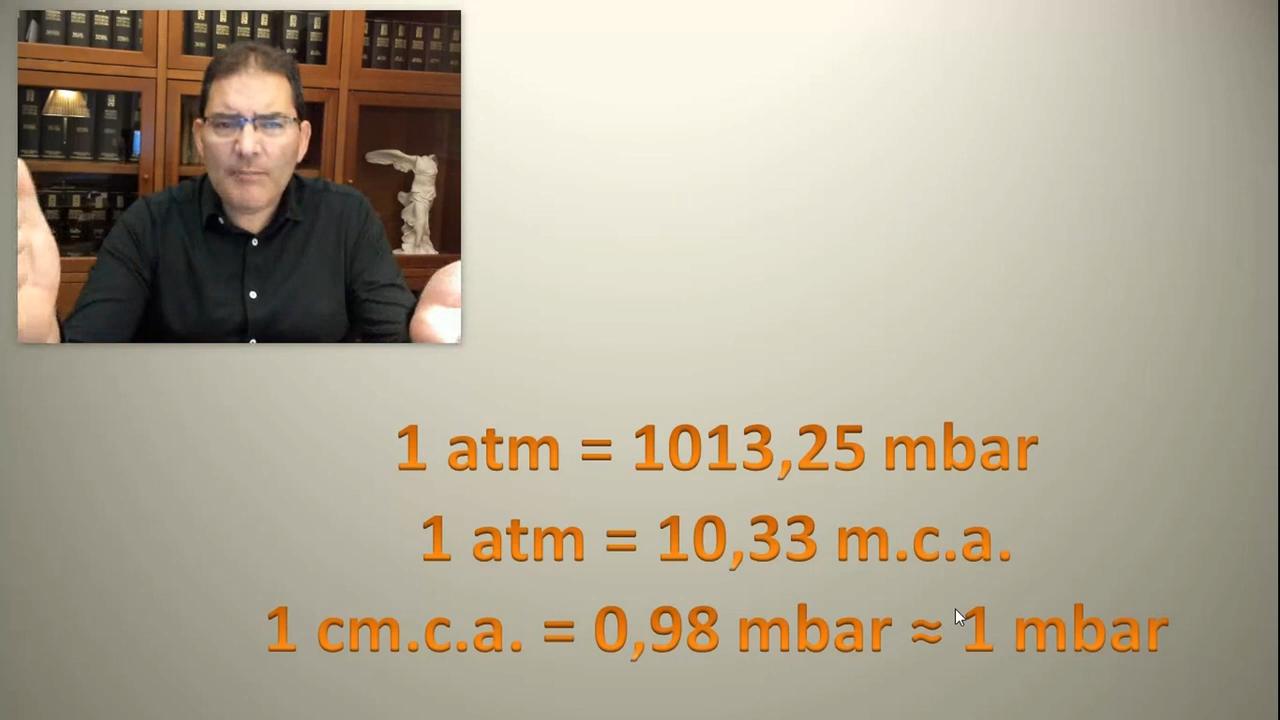 1 atm = 1013,25 mbar
1 atm = 10,33 m.c.a.
1 cm.c.a. = 0,98 mbar ≈ 1 mbar